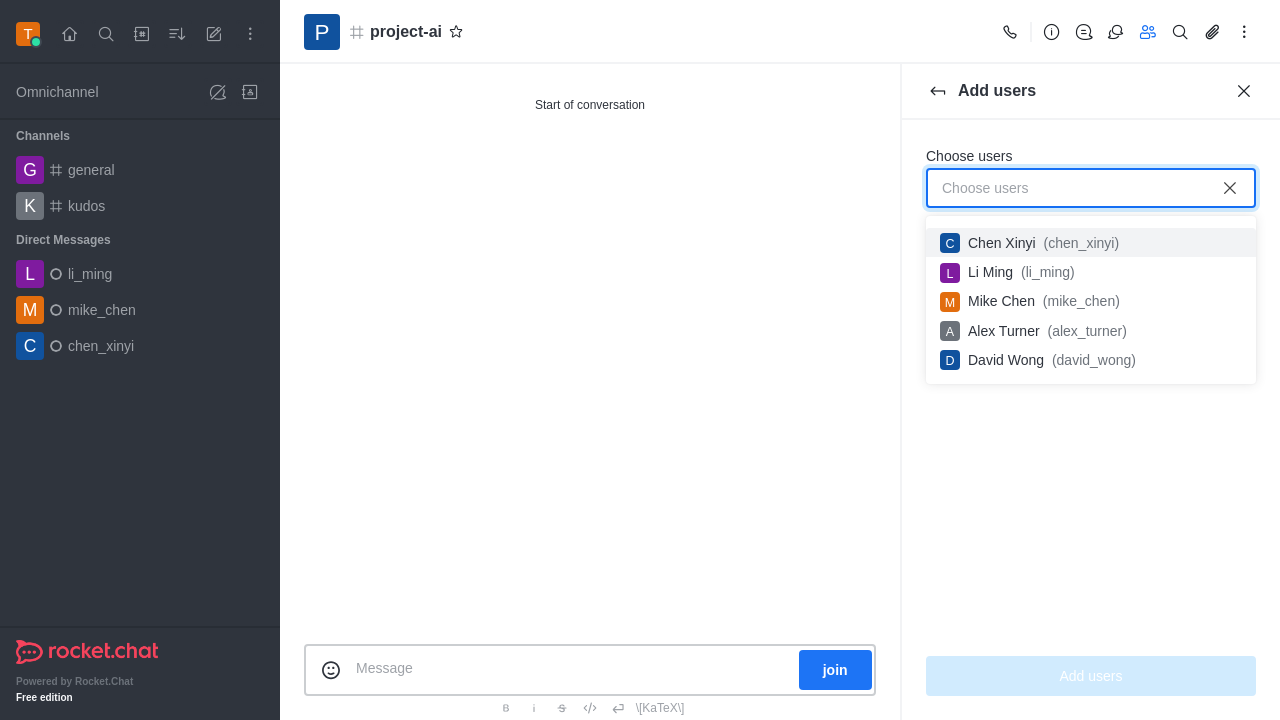 T
Omnichannel
Channels
G general
K kudos
Direct Messages
L li_ming
M mike_chen
C chen_xinyi
rocket.chat
Powered by Rocket.Chat
Free edition
P project-ai
Start of conversation
Message
join
B i S \[KaTeX\]
Add users
Choose users
Choose users
C Chen Xinyi (chen_xinyi)
L Li Ming (li_ming)
M Mike Chen (mike_chen)
A Alex Turner (alex_turner)
D David Wong (david_wong)
Add users